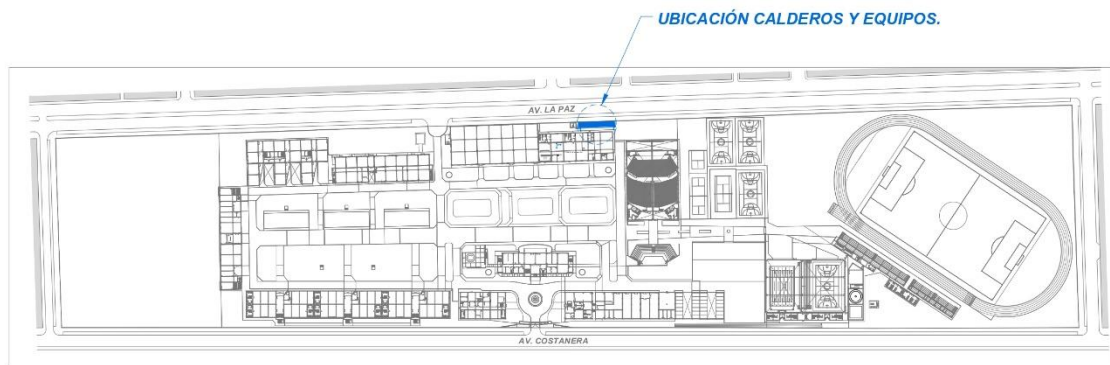 UBICACIÓN CALDEROS Y EQUIPOS.
AV. LA PAZ
AV. COSTANERA